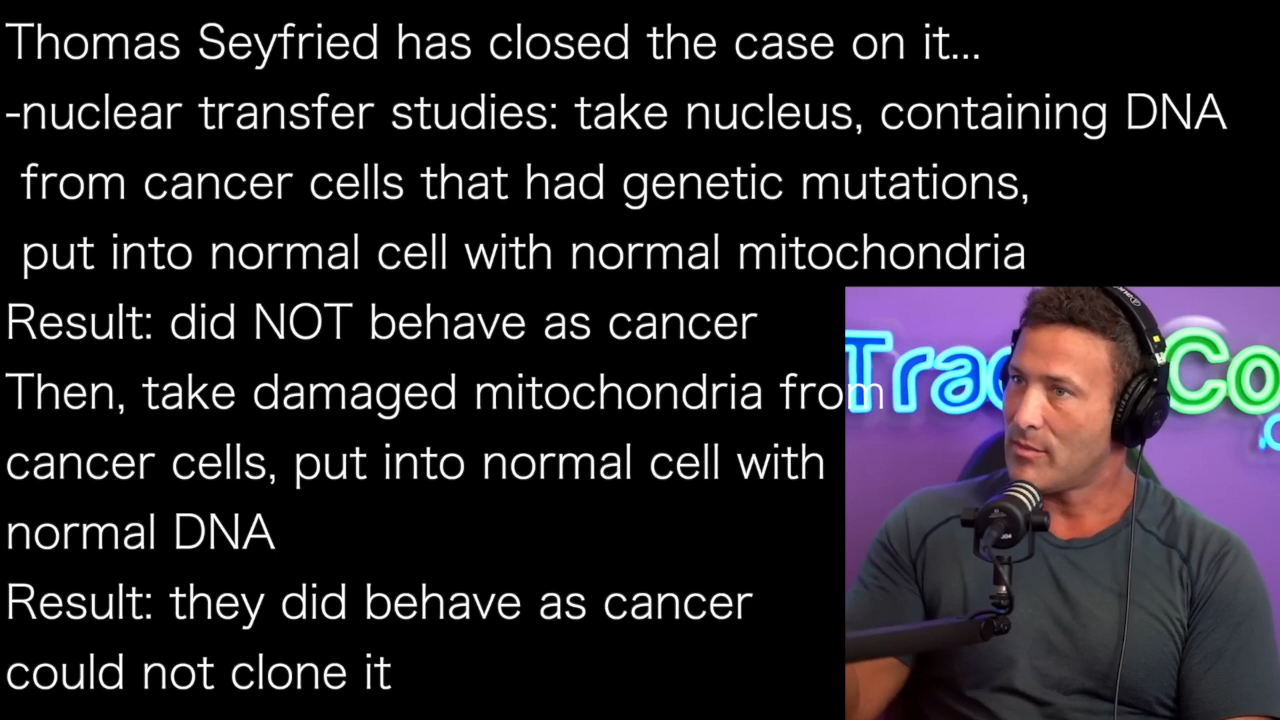 Thomas Seyfried has closed the case on it...
-nuclear transfer studies: take nucleus, containing DNA
from cancer cells that had genetic mutations,
put into normal cell with normal mitochondria
Result: did NOT behave as cancer
Then, take damaged mitochondria from
cancer cells, put into normal cell with
normal DNA
Result: they did behave as cancer
could not clone it